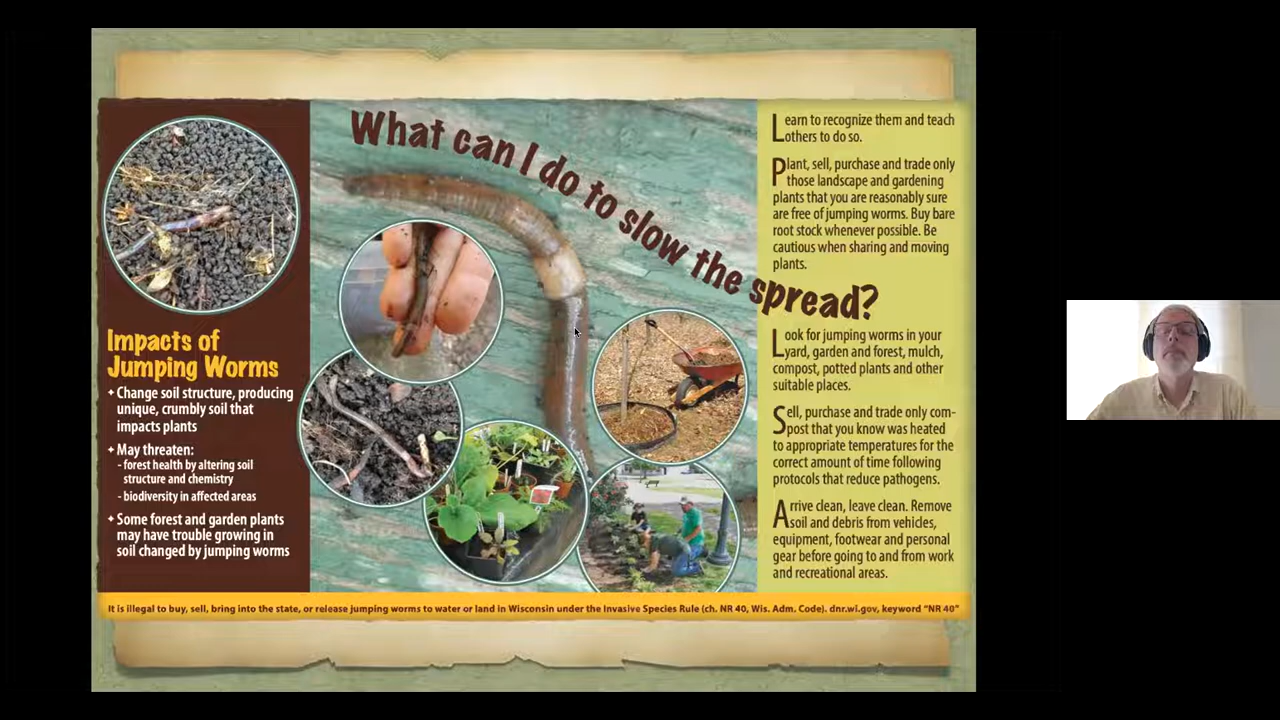 What can I do to slow the spread?
Impacts of
Jumping Worms
+ Change soil structure, producing
unique, crumbly soil that
impacts plants
+ May threaten:
- forest health by altering soil
structure and chemistry
- biodiversity in affected areas
+ Some forest and garden plants
may have trouble growing in
soil changed by jumping worms
Learn to recognize them and teach
others to do so.
Plant, sell, purchase and trade only
those landscape and gardening
plants that you are reasonably sure
are free of jumping worms. Buy bare
root stock whenever possible. Be
cautious when sharing and moving
plants.
Look for jumping worms in your
yard, garden and forest, mulch,
compost, potted plants and other
suitable places.
Sell, purchase and trade only com-
post that you know was heated
to appropriate temperatures for the
correct amount of time following
protocols that reduce pathogens.
Arrive clean, leave clean. Remove
soil and debris from vehicles,
equipment, footwear and personal
gear before going to and from work
and recreational areas.
It is illegal to buy, sell, bring into the state, or release jumping worms to water or land in Wisconsin under the Invasive Species Rule (ch. NR 40, Wis. Adm. Code). dnr.wi.gov, keyword "NR 40"